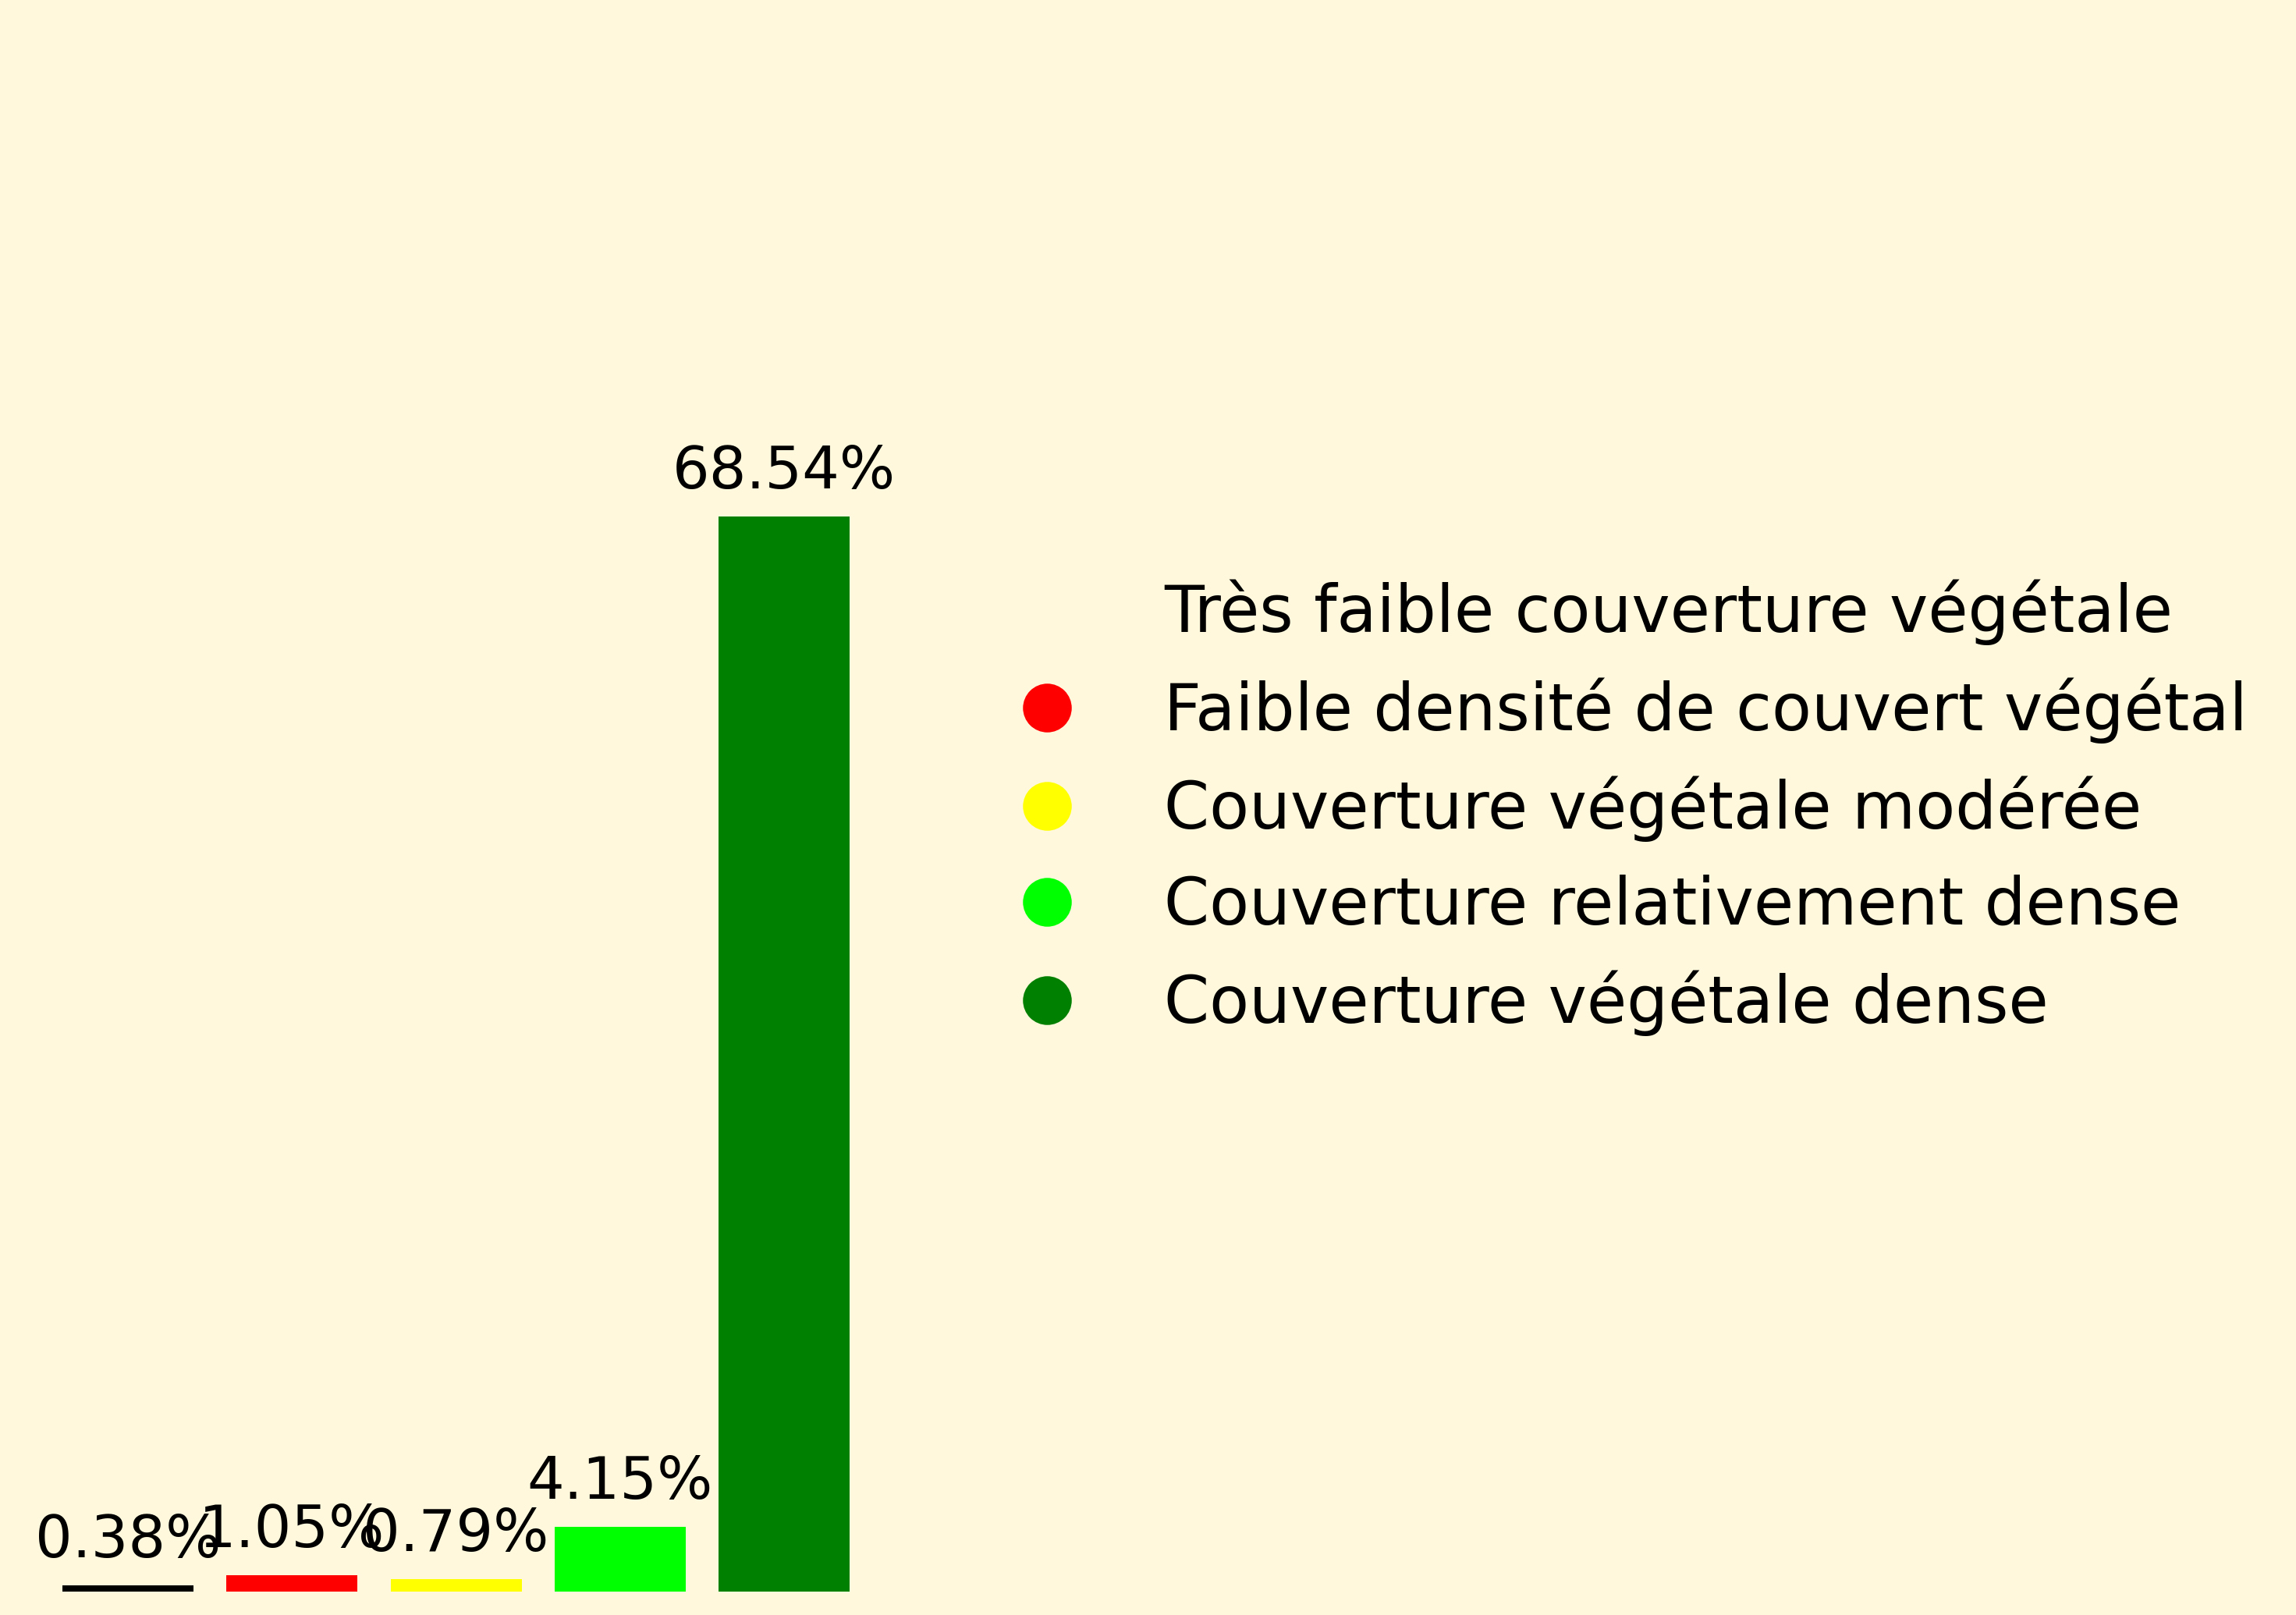 68.54%
Très faible couverture végétale
Faible densité de couvert végétal
Couverture végétale modérée
Couverture relativement dense
Couverture végétale dense
4.15%
0.38%
1.05%
0.79%